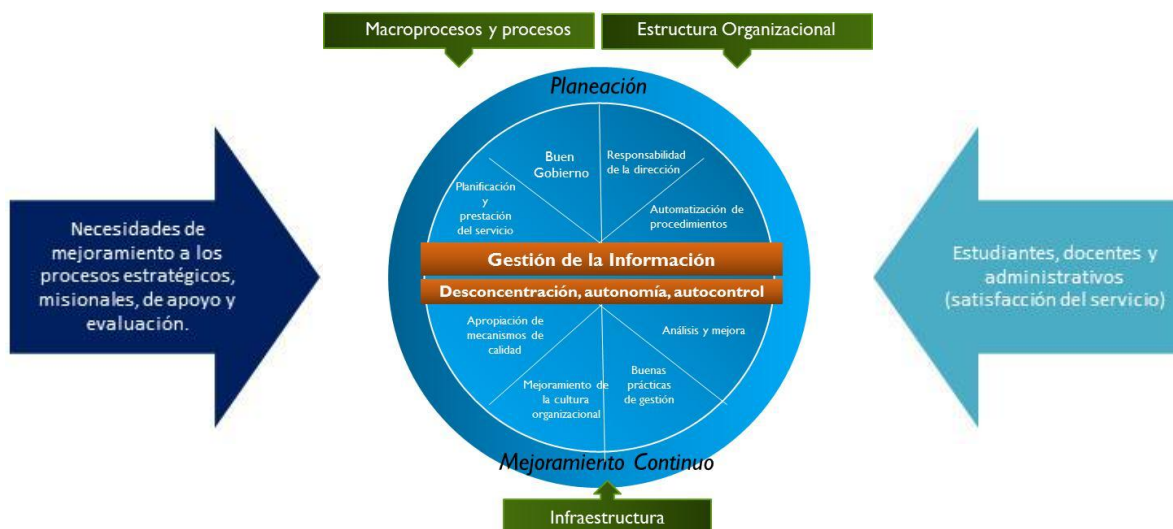 Macroprocesos y procesos
Estructura Organizacional
Planeación
Buen
Gobierno
Responsabilidad
de la dirección
Planificación
y
prestación
del servicio
Automatización de
procedimientos
Necesidades de
mejoramiento a los
procesos estratégicos,
misionales, de apoyo y
evaluación.
Gestión de la Información
Desconcentración, autonomía, autocontrol
Estudiantes, docentes y
administrativos
(satisfacción del servicio)
Apropiación de
mecanismos de
calidad
Análisis y mejora
Mejoramiento de
la cultura
organizacional
Buenas
prácticas
de gestión
Mejoramiento Continuo
Infraestructura